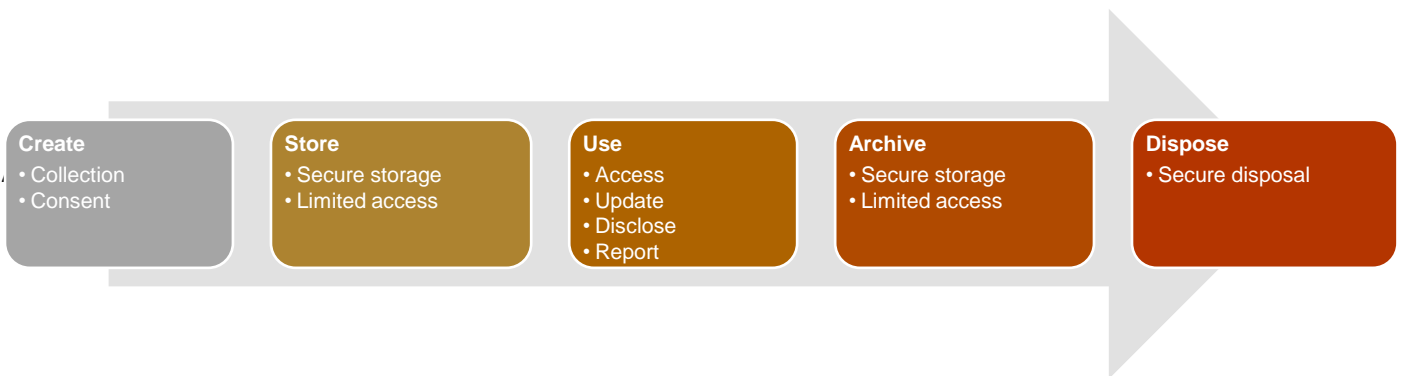 Create
• Collection
• Consent
Store
• Secure storage
• Limited access
Use
• Access
• Update
• Disclose
• Report
Archive
• Secure storage
• Limited access
Dispose
• Secure disposal